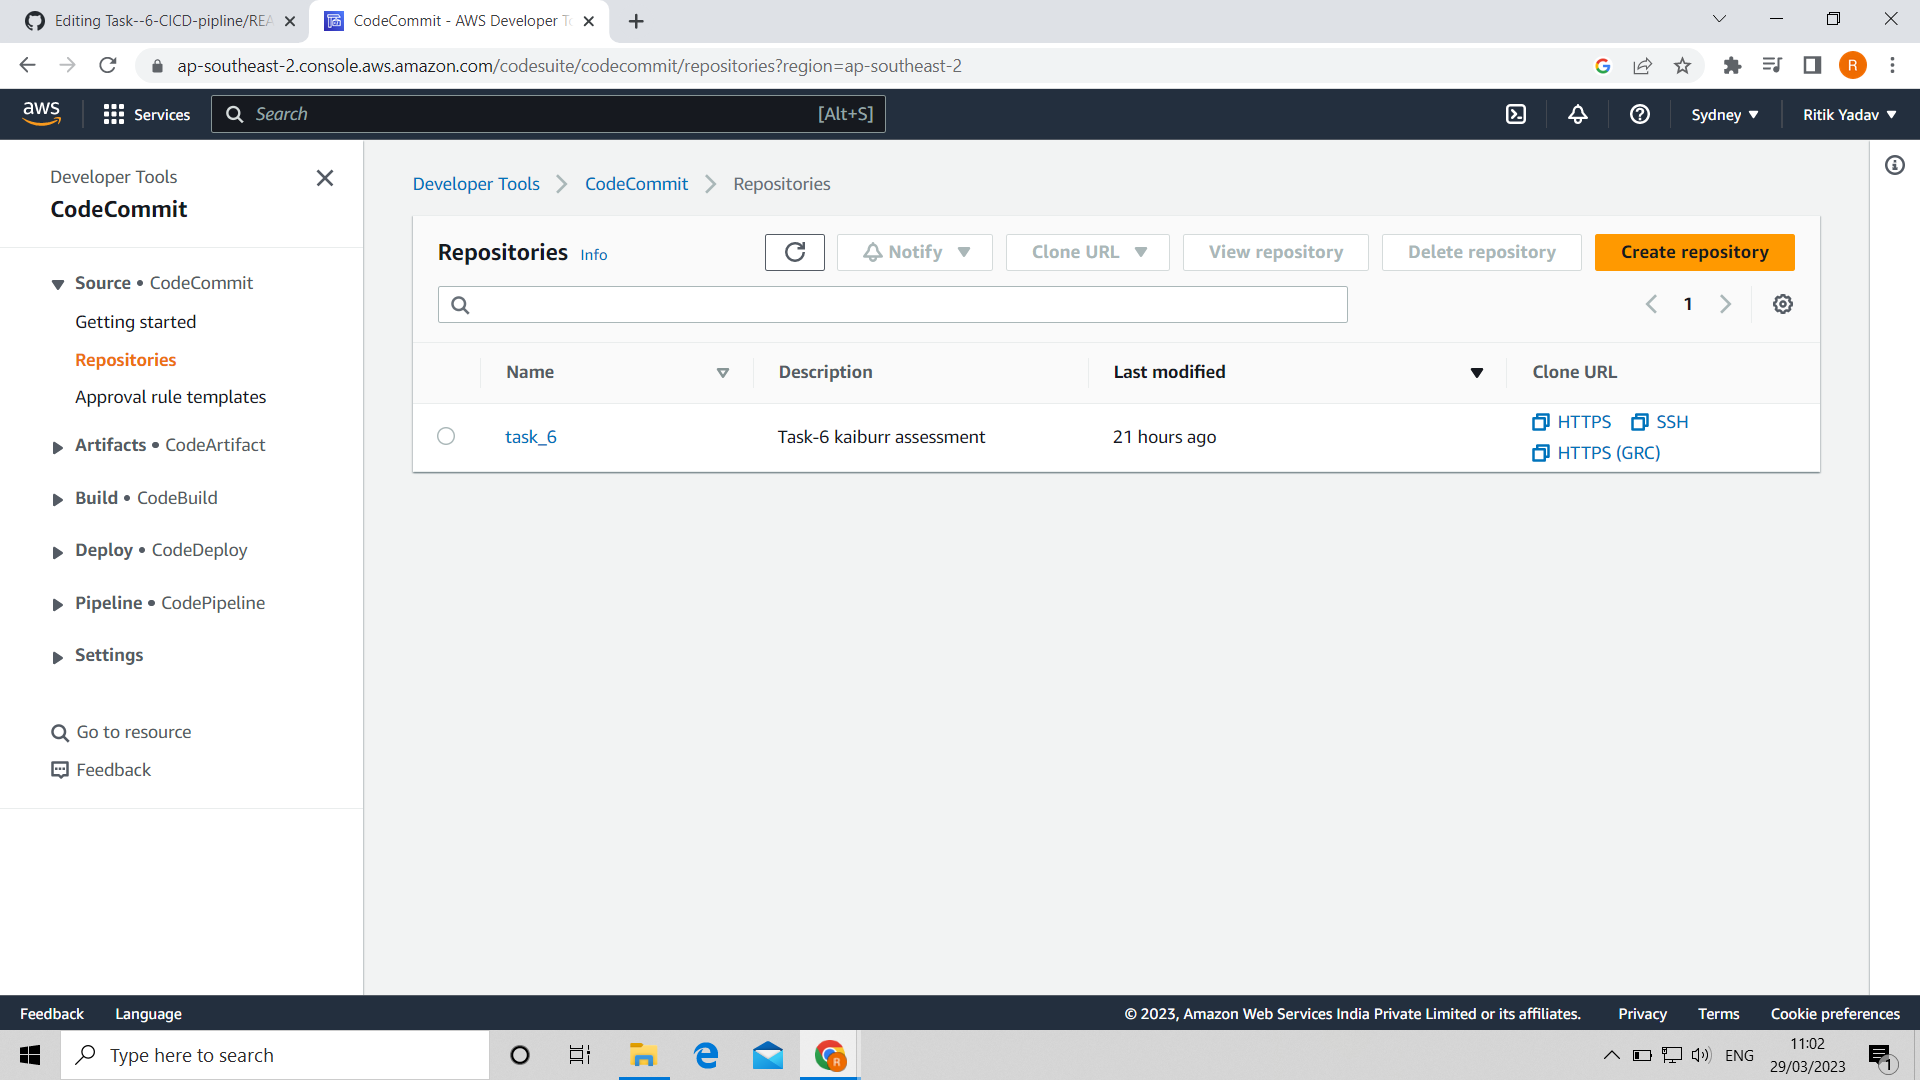 Editing Task--6-CICD-pipline/REA
CodeCommit - AWS Developer To
ap-southeast-2.console.aws.amazon.com/codesuite/codecommit/repositories?region=ap-southeast-2
R
aws
Services
Search
[Alt+S]
Sydney
Ritik Yadav
Developer Tools
CodeCommit
Source • CodeCommit
Getting started
Repositories
Approval rule templates
Artifacts • CodeArtifact
Build • CodeBuild
Deploy • CodeDeploy
Pipeline • CodePipeline
Settings
Go to resource
Feedback
Developer Tools
CodeCommit
Repositories
Repositories Info
Notify
Clone URL
View repository
Delete repository
Create repository
1
Name
Description
Last modified
Clone URL
task_6
Task-6 kaiburr assessment
21 hours ago
HTTPS
SSH
HTTPS (GRC)
Feedback
Language
© 2023, Amazon Web Services India Private Limited or its affiliates.
Privacy
Terms
Cookie preferences
Type here to search
R
ENG
11:02
29/03/2023
1